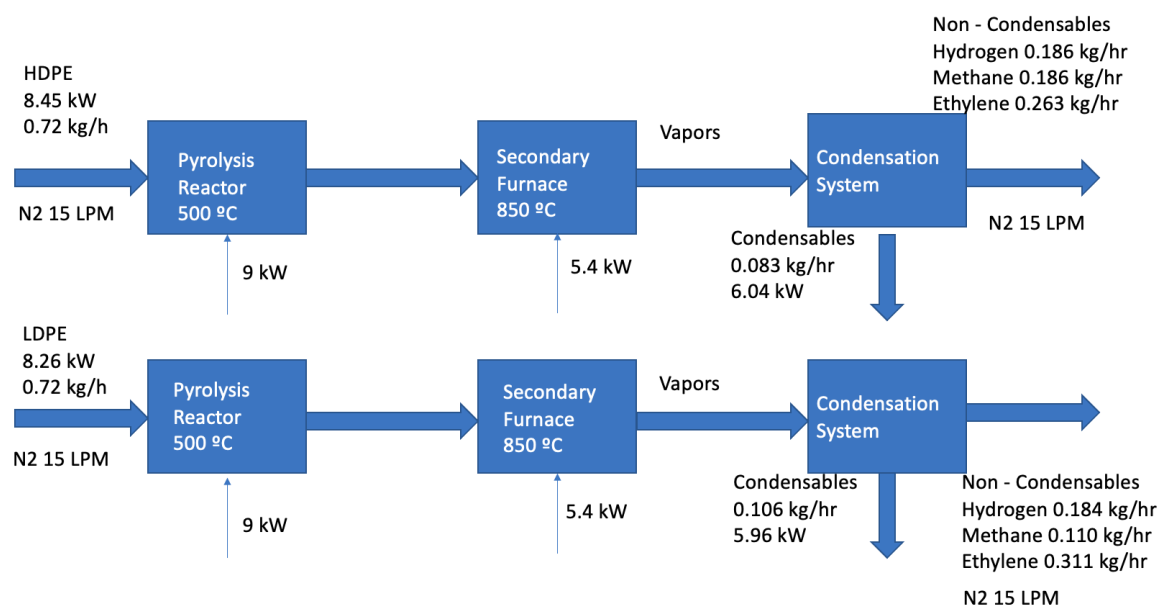 HDPE
8.45 kW
0.72 kg/h
N2 15 LPM
Pyrolysis
Reactor
500 ºC
9 kW
Secondary
Furnace
850 ºC
5.4 kW
Vapors
Condensation
System
Condensables
0.083 kg/hr
6.04 kW
Non - Condensables
Hydrogen 0.186 kg/hr
Methane 0.186 kg/hr
Ethylene 0.263 kg/hr
N2 15 LPM
LDPE
8.26 kW
0.72 kg/h
N2 15 LPM
Pyrolysis
Reactor
500 ºC
9 kW
Secondary
Furnace
850 ºC
5.4 kW
Vapors
Condensation
System
Condensables
0.106 kg/hr
5.96 kW
Non - Condensables
Hydrogen 0.184 kg/hr
Methane 0.110 kg/hr
Ethylene 0.311 kg/hr
N2 15 LPM